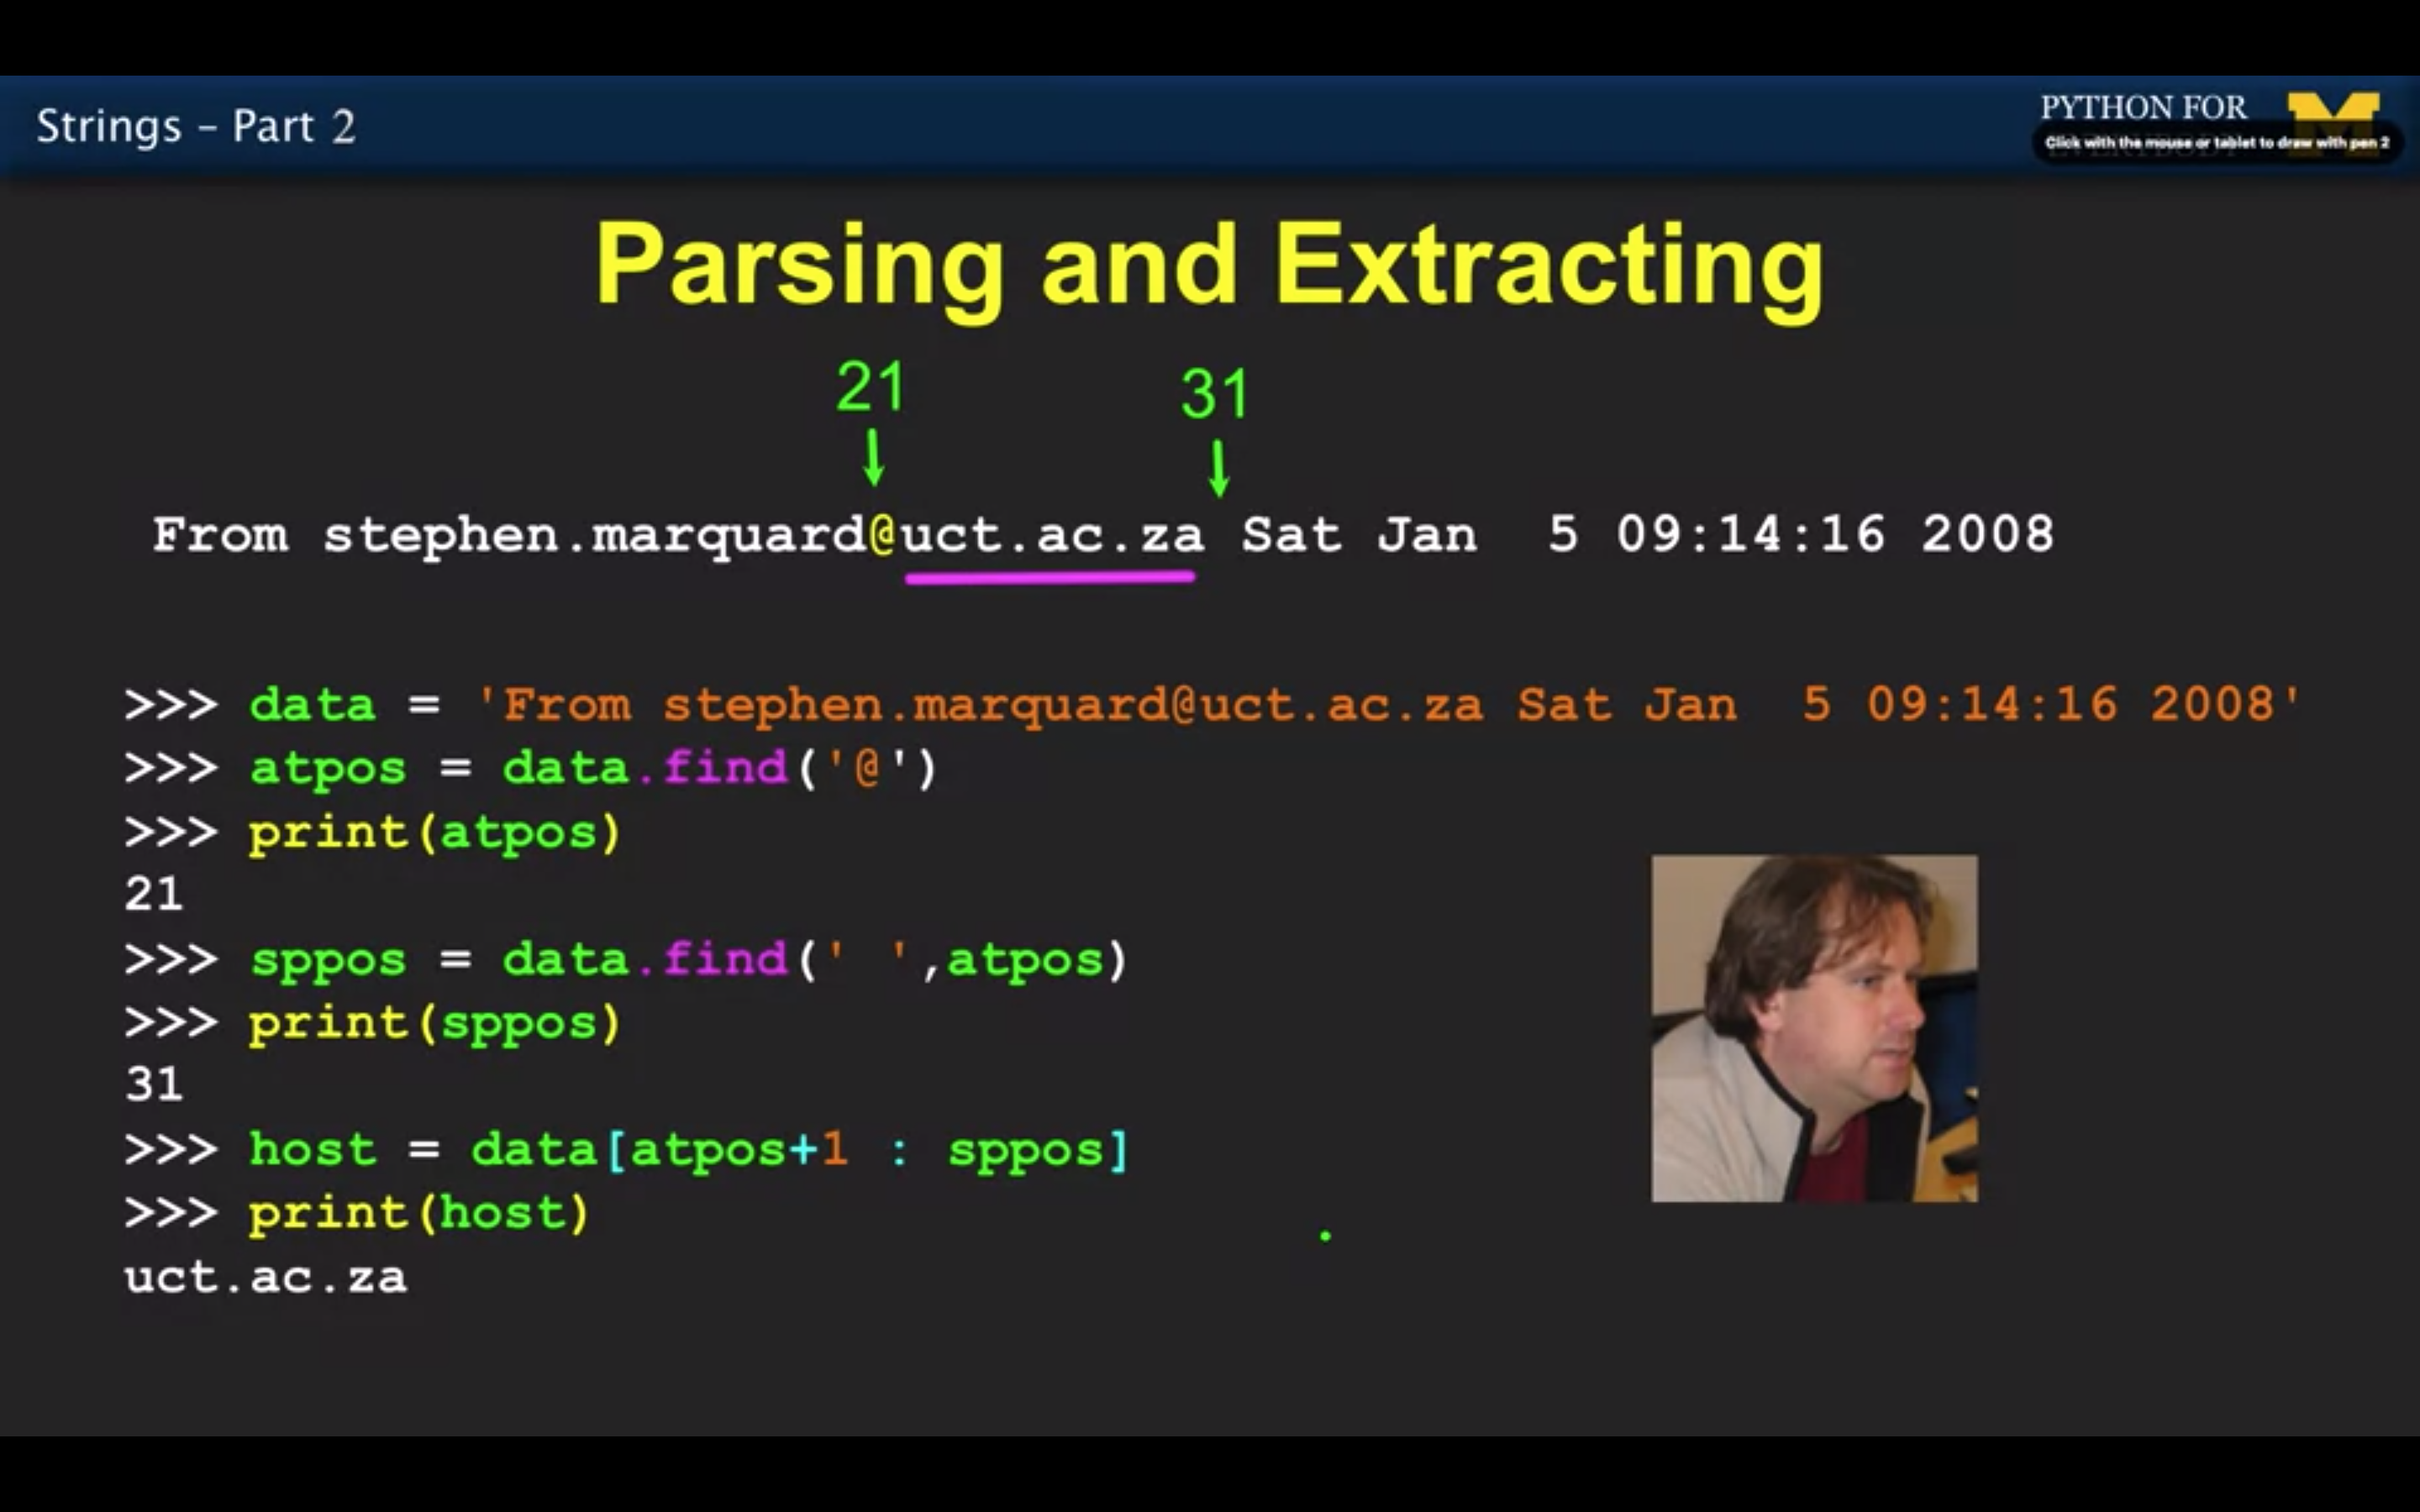 Strings – Part 2
PYTHON FOR
Click with the mouse or tablet to draw with pen 2
Parsing and Extracting
21 31
From stephen.marquard@uct.ac.za Sat Jan  5 09:14:16 2008
>>> data = 'From stephen.marquard@uct.ac.za Sat Jan  5 09:14:16 2008'
>>> atpos = data.find('@')
>>> print(atpos)
21
>>> sppos = data.find(' ',atpos)
>>> print(sppos)
31
>>> host = data[atpos+1 : sppos]
>>> print(host)
uct.ac.za